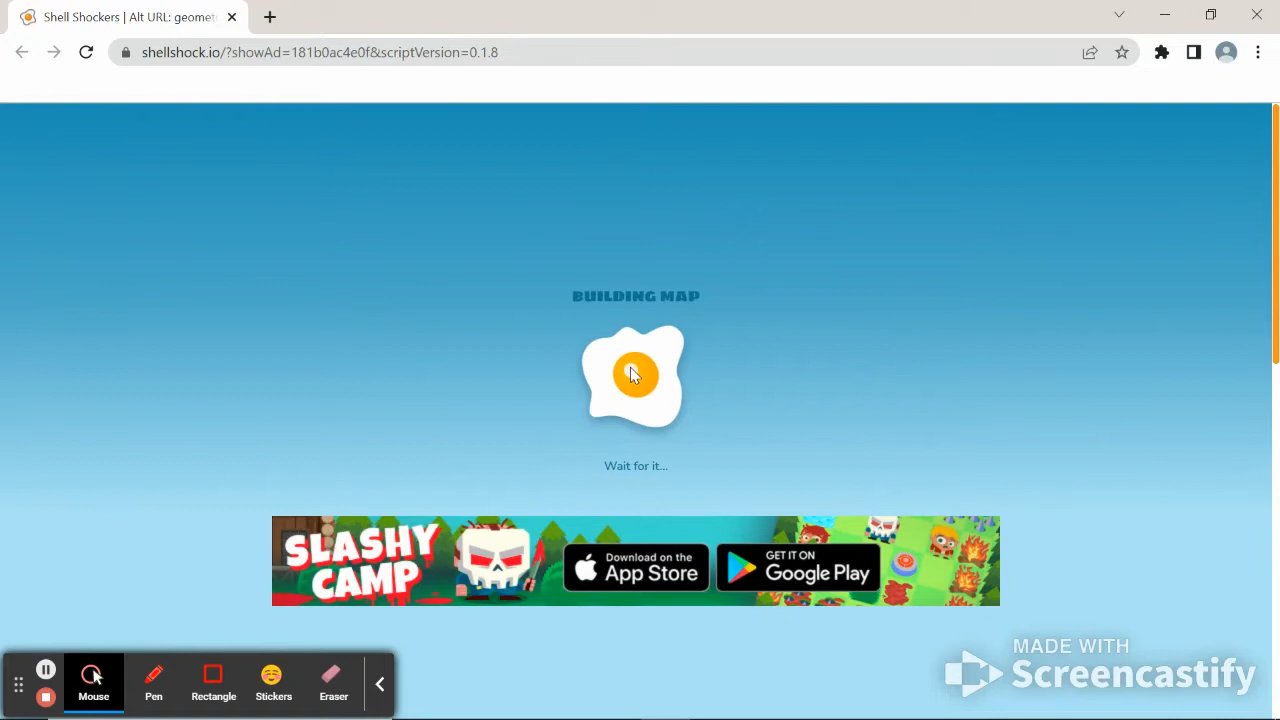 Shell Shockers | Alt URL: geomet
shellshock.io/?showAd=181b0ac4e0f&scriptVersion=0.1.8
BUILDING MAP
Wait for it...
SLASHY CAMP
Download on the App Store
GET IT ON Google Play
Mouse
Pen
Rectangle
Stickers
Eraser
MADE WITH
Screencastify